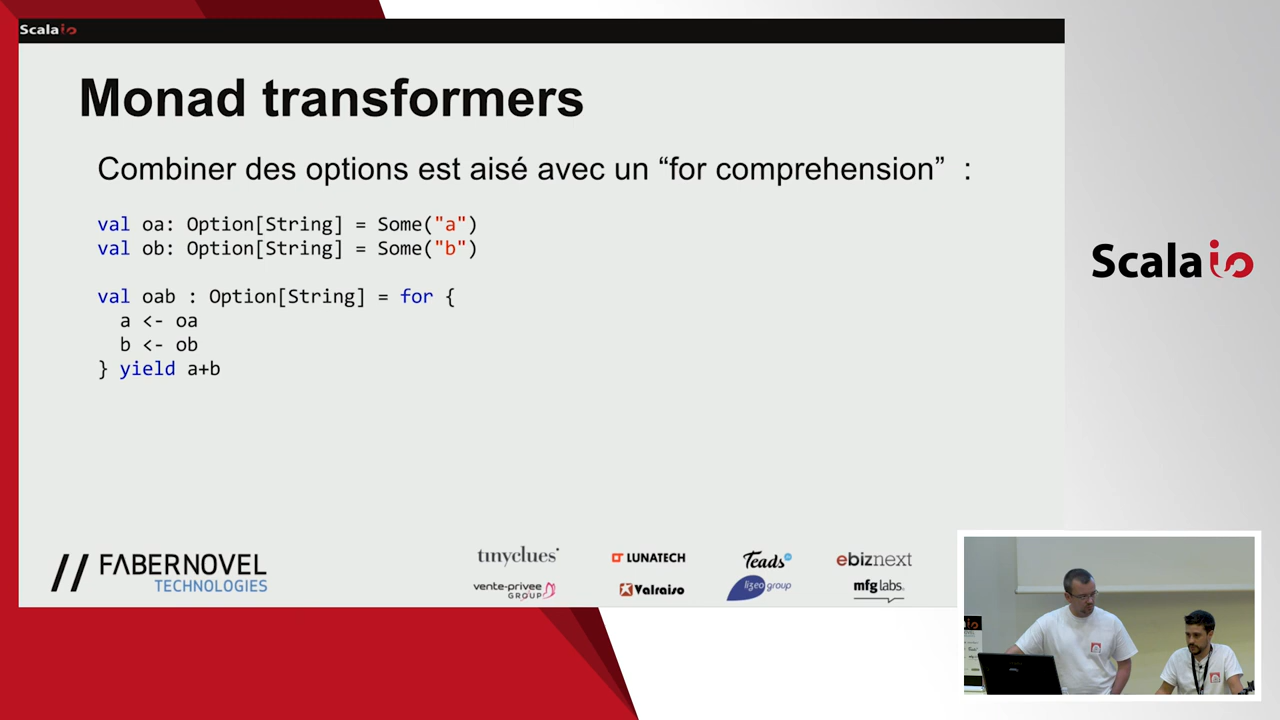 Scalaio
Monad transformers
Combiner des options est aisé avec un “for comprehension” :
val oa: Option[String] = Some("a")
val ob: Option[String] = Some("b")
val oab : Option[String] = for {
a <- oa
b <- ob
} yield a+b
Scalaio
// FABERNOVEL
TECHNOLOGIES
tinyclues
LUNATECH
Teads
ebiznext
vente-privee
GROUP
Valraiso
lizeo group
mfg labs.